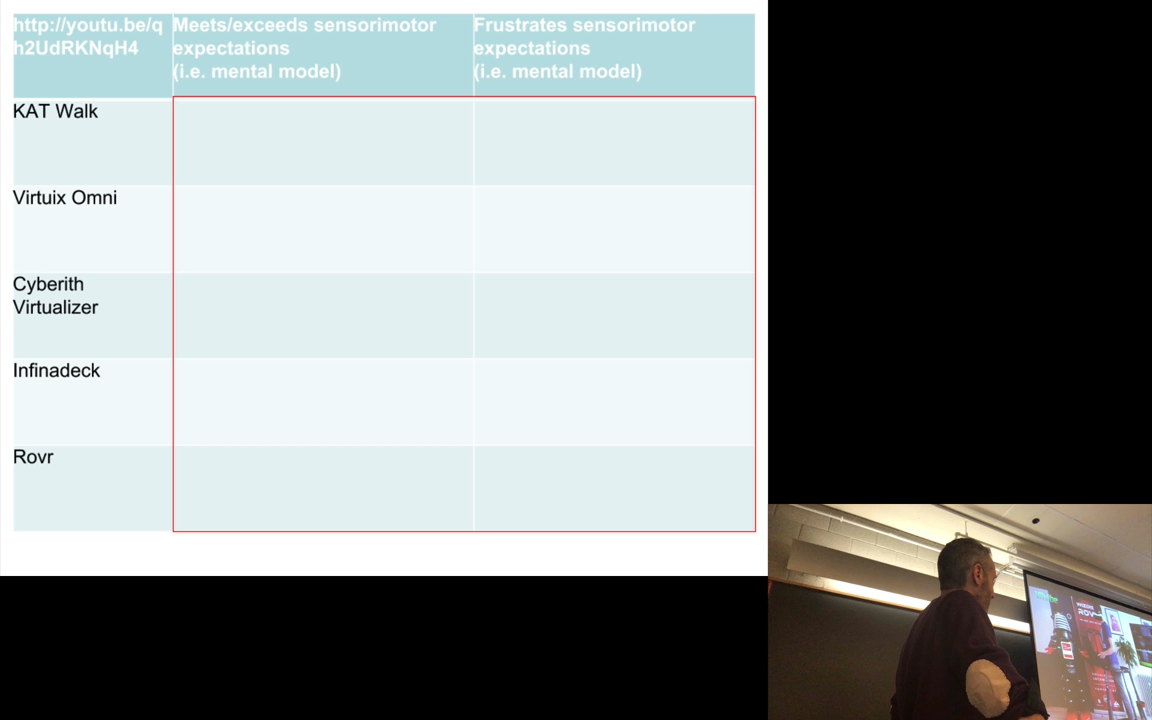 http://youtu.be/q
h2UdRKNqH4
Meets/exceeds sensorimotor
expectations
(i.e. mental model)
Frustrates sensorimotor
expectations
(i.e. mental model)
KAT Walk
Virtuix Omni
Cyberith
Virtualizer
Infinadeck
Rovr